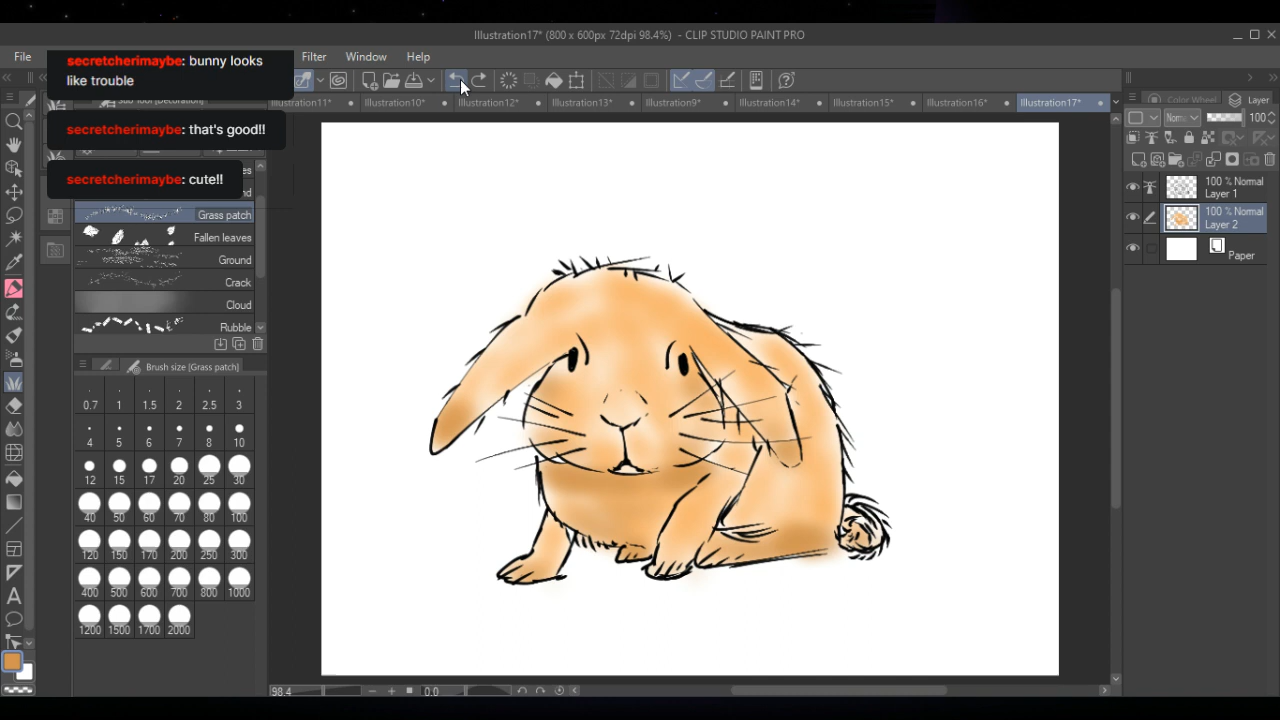 Illustration17* (800 x 600px 72dpi 98.4%) - CLIP STUDIO PAINT PRO
File Filter Window Help
secretcherimaybe: bunny looks
like trouble
secretcherimaybe: that's good!!
secretcherimaybe: cute!!
Illustration11* Illustration10* Illustration12* Illustration13* Illustration9* Illustration14* Illustration15* Illustration16* Illustration17*
Grass patch
Fallen leaves
Ground
Crack
Cloud
Rubble
Brush size [Grass patch]
0.7 1 1.5 2 2.5 3
4 5 6 7 8 10
12 15 17 20 25 30
40 50 60 70 80 100
120 150 170 200 250 300
400 500 600 700 800 1000
1200 1500 1700 2000
98.4 0.0
Color Wheel Layer
100
100 % Normal
Layer 1
100 % Normal
Layer 2
Paper